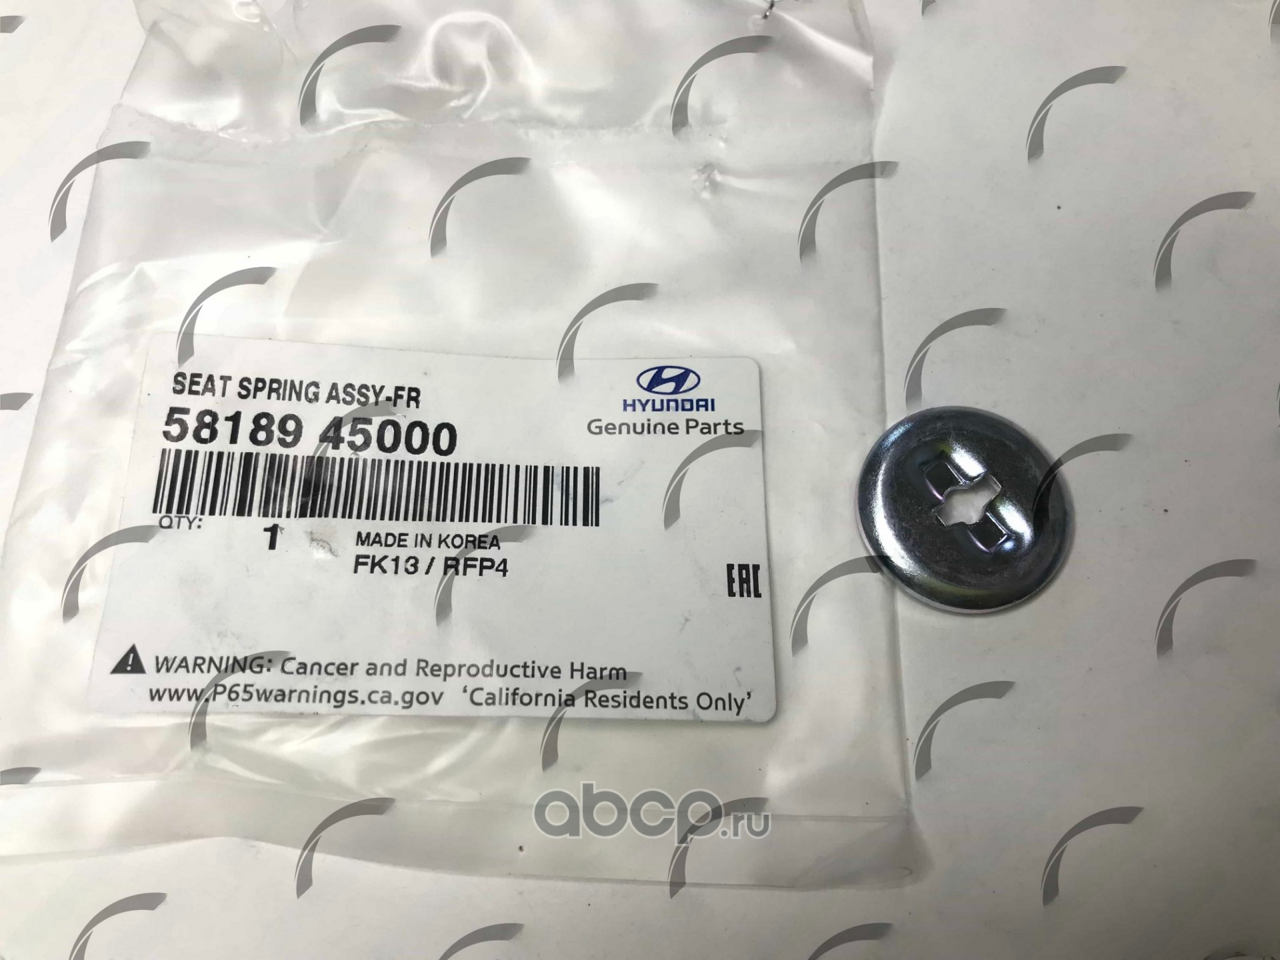 SEAT SPRING ASSY-FR
58189 45000
HYUNDAI
Genuine Parts
QTY: 1 MADE IN KOREA
FK13 / RFP4
EAC
WARNING: Cancer and Reproductive Harm
www.P65warnings.ca.gov 'California Residents Only'
abcp.ru